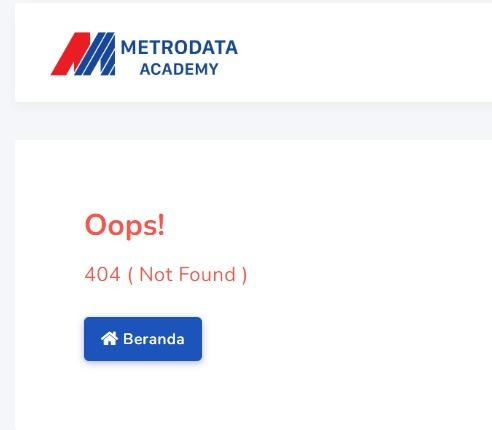 METRODATA
ACADEMY
Oops!
404 ( Not Found )
Beranda